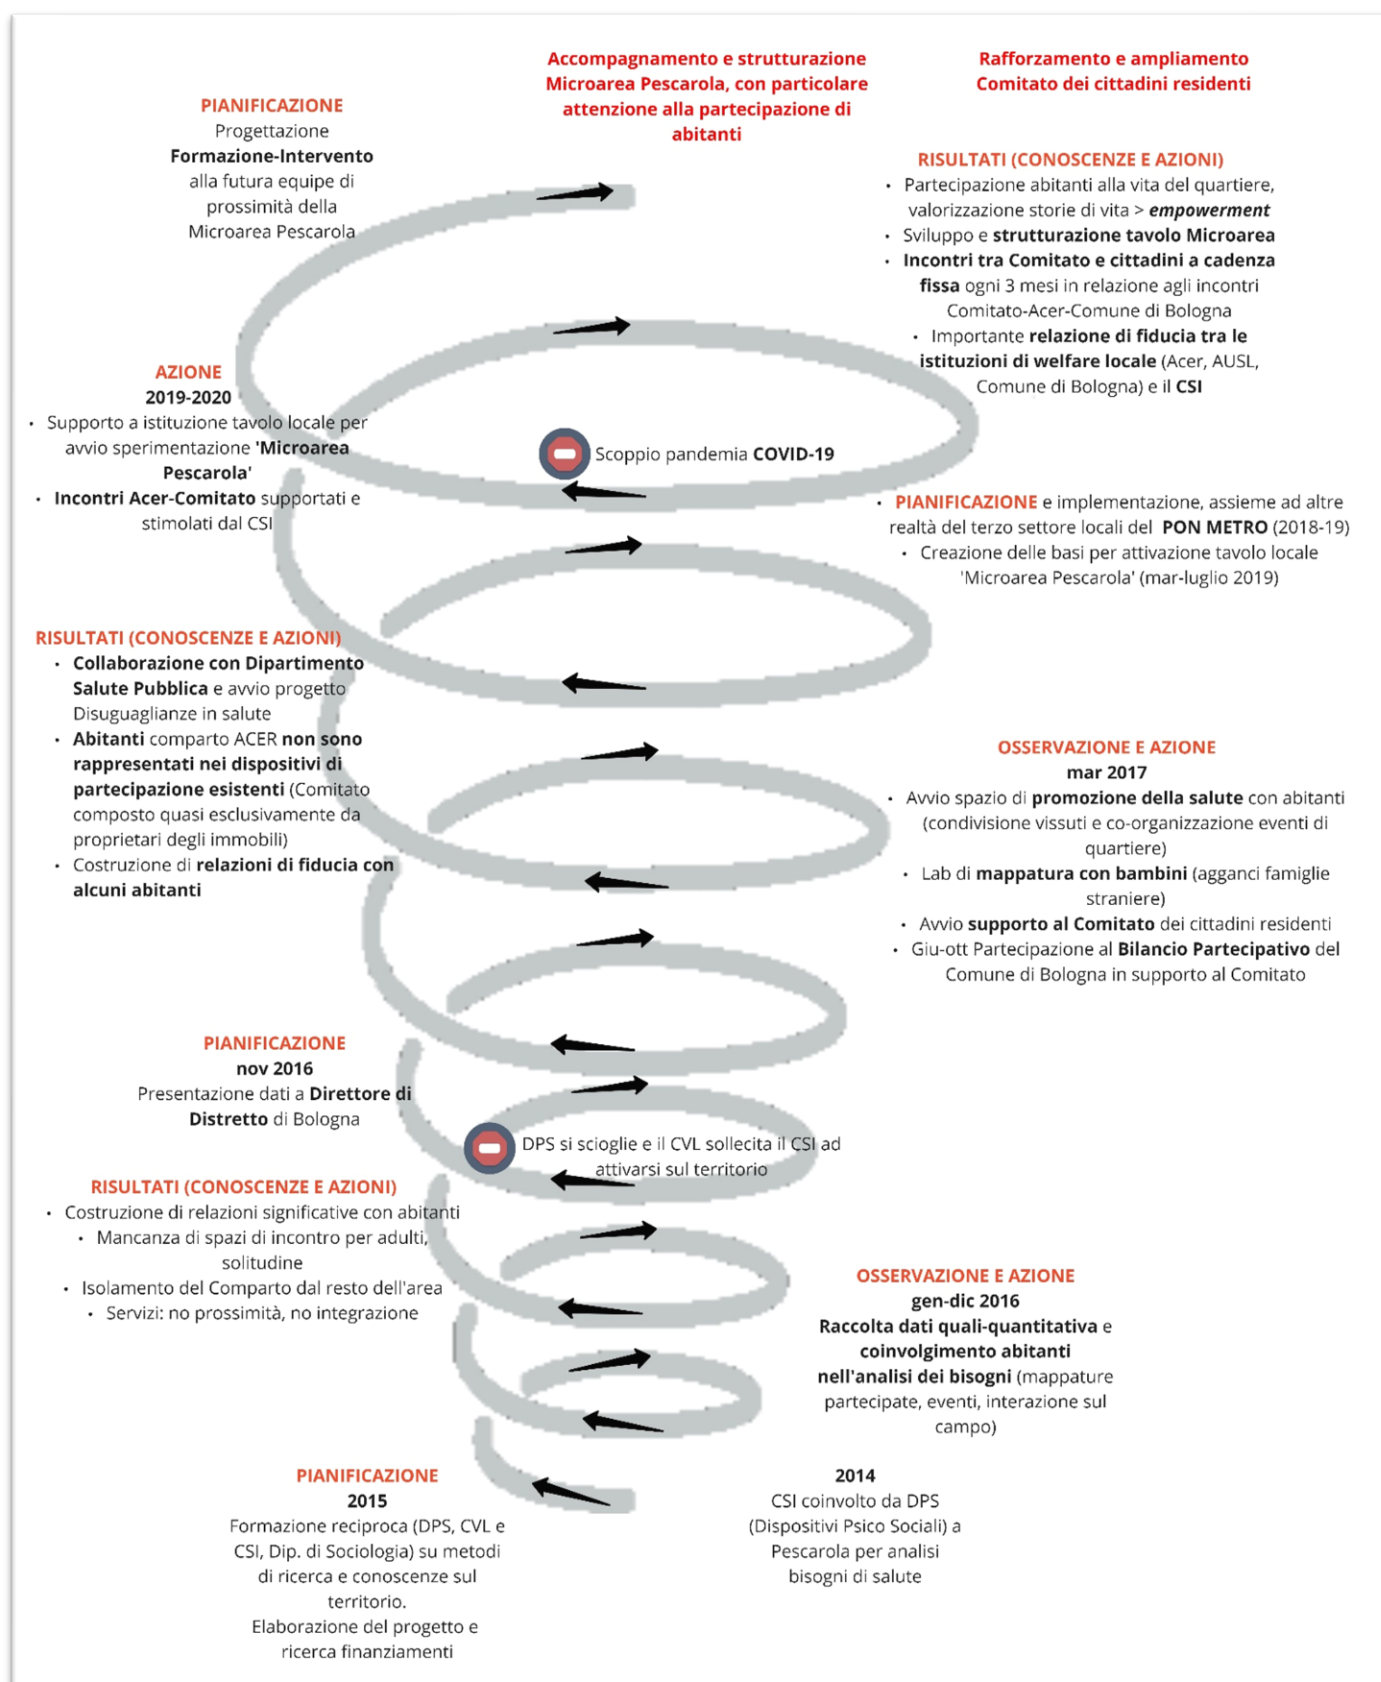 Accompagnamento e strutturazione
Microarea Pescarola, con particolare
attenzione alla partecipazione di
abitanti
Rafforzamento e ampliamento
Comitato dei cittadini residenti
PIANIFICAZIONE
Progettazione
Formazione-Intervento
alla futura equipe di
prossimità della
Microarea Pescarola
RISULTATI (CONOSCENZE E AZIONI)
• Partecipazione abitanti alla vita del quartiere,
valorizzazione storie di vita > empowerment
• Sviluppo e strutturazione tavolo Microarea
• Incontri tra Comitato e cittadini a cadenza
fissa ogni 3 mesi in relazione agli incontri
Comitato-Acer-Comune di Bologna
• Importante relazione di fiducia tra le
istituzioni di welfare locale (Acer, AUSL,
Comune di Bologna) e il CSI
AZIONE
2019-2020
• Supporto a istituzione tavolo locale per
avvio sperimentazione 'Microarea
Pescarola'
• Incontri Acer-Comitato supportati e
stimolati dal CSI
Scoppio pandemia COVID-19
• PIANIFICAZIONE e implementazione, assieme ad altre
realtà del terzo settore locali del PON METRO (2018-19)
• Creazione delle basi per attivazione tavolo locale
'Microarea Pescarola' (mar-luglio 2019)
RISULTATI (CONOSCENZE E AZIONI)
• Collaborazione con Dipartimento
Salute Pubblica e avvio progetto
Disuguaglianze in salute
• Abitanti comparto ACER non sono
rappresentati nei dispositivi di
partecipazione esistenti (Comitato
composto quasi esclusivamente da
proprietari degli immobili)
• Costruzione di relazioni di fiducia con
alcuni abitanti
OSSERVAZIONE E AZIONE
mar 2017
• Avvio spazio di promozione della salute con abitanti
(condivisione vissuti e co-organizzazione eventi di
quartiere)
• Lab di mappatura con bambini (agganci famiglie
straniere)
• Avvio supporto al Comitato dei cittadini residenti
• Giu-ott Partecipazione al Bilancio Partecipativo del
Comune di Bologna in supporto al Comitato
PIANIFICAZIONE
nov 2016
Presentazione dati a Direttore di
Distretto di Bologna
DPS si scioglie e il CVL sollecita il CSI ad
attivarsi sul territorio
RISULTATI (CONOSCENZE E AZIONI)
• Costruzione di relazioni significative con abitanti
• Mancanza di spazi di incontro per adulti,
solitudine
• Isolamento del Comparto dal resto dell'area
• Servizi: no prossimità, no integrazione
OSSERVAZIONE E AZIONE
gen-dic 2016
Raccolta dati quali-quantitativa e
coinvolgimento abitanti
nell'analisi dei bisogni (mappature
partecipate, eventi, interazione sul
campo)
PIANIFICAZIONE
2015
Formazione reciproca (DPS, CVL e
CSI, Dip. di Sociologia) su metodi
di ricerca e conoscenze sul
territorio.
Elaborazione del progetto e
ricerca finanziamenti
2014
CSI coinvolto da DPS
(Dispositivi Psico Sociali) a
Pescarola per analisi
bisogni di salute